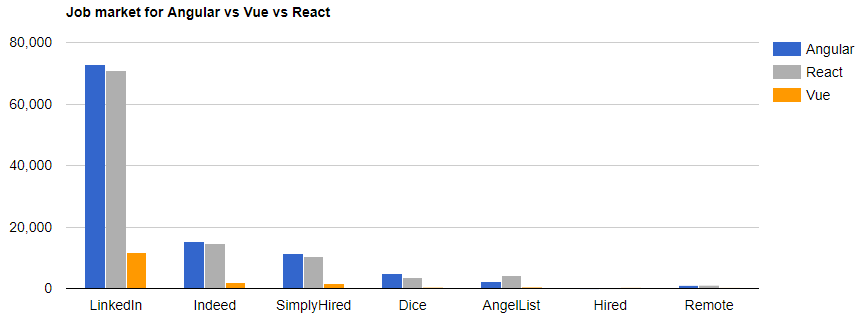 Job market for Angular vs Vue vs React
80,000
Angular
React
Vue
60,000
40,000
20,000
0
LinkedIn Indeed SimplyHired Dice AngelList Hired Remote